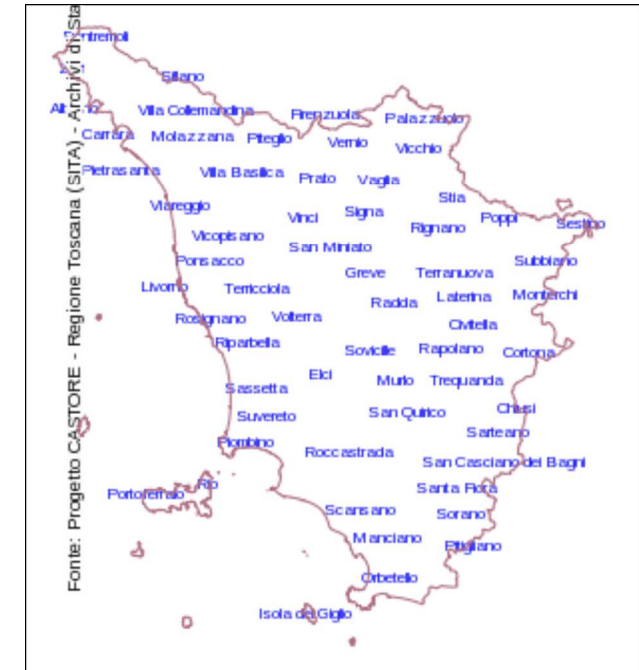 Fonte: Progetto CASTORE - Regione Toscana (SITA) - Archivi di Sta
Pontremoli
Sillano
Villa Collemandina
Firenzuola
Palazzuolo
Carrara
Molazzana
Piteglio
Vernio
Vicchio
Pietrasanta
Villa Basilica
Prato
Vaglia
Stia
Viareggio
Vinci
Signa
Poppi
Sestino
Rignano
Vicopisano
San Miniato
Ponsacco
Subbiano
Greve
Terranuova
Livorno
Terricciola
Radda
Laterina
Monterchi
Rosignano
Volterra
Civitella
Riparbella
Sovicille
Rapolano
Cortona
Elci
Murlo
Trequanda
Sassetta
Suvereto
San Quirico
Chiusi
Sarteano
Piombino
Roccastrada
San Casciano dei Bagni
Rio
Santa Fiora
Portoferraio
Scansano
Sorano
Manciano
Pitigliano
Orbetello
Isola del Giglio